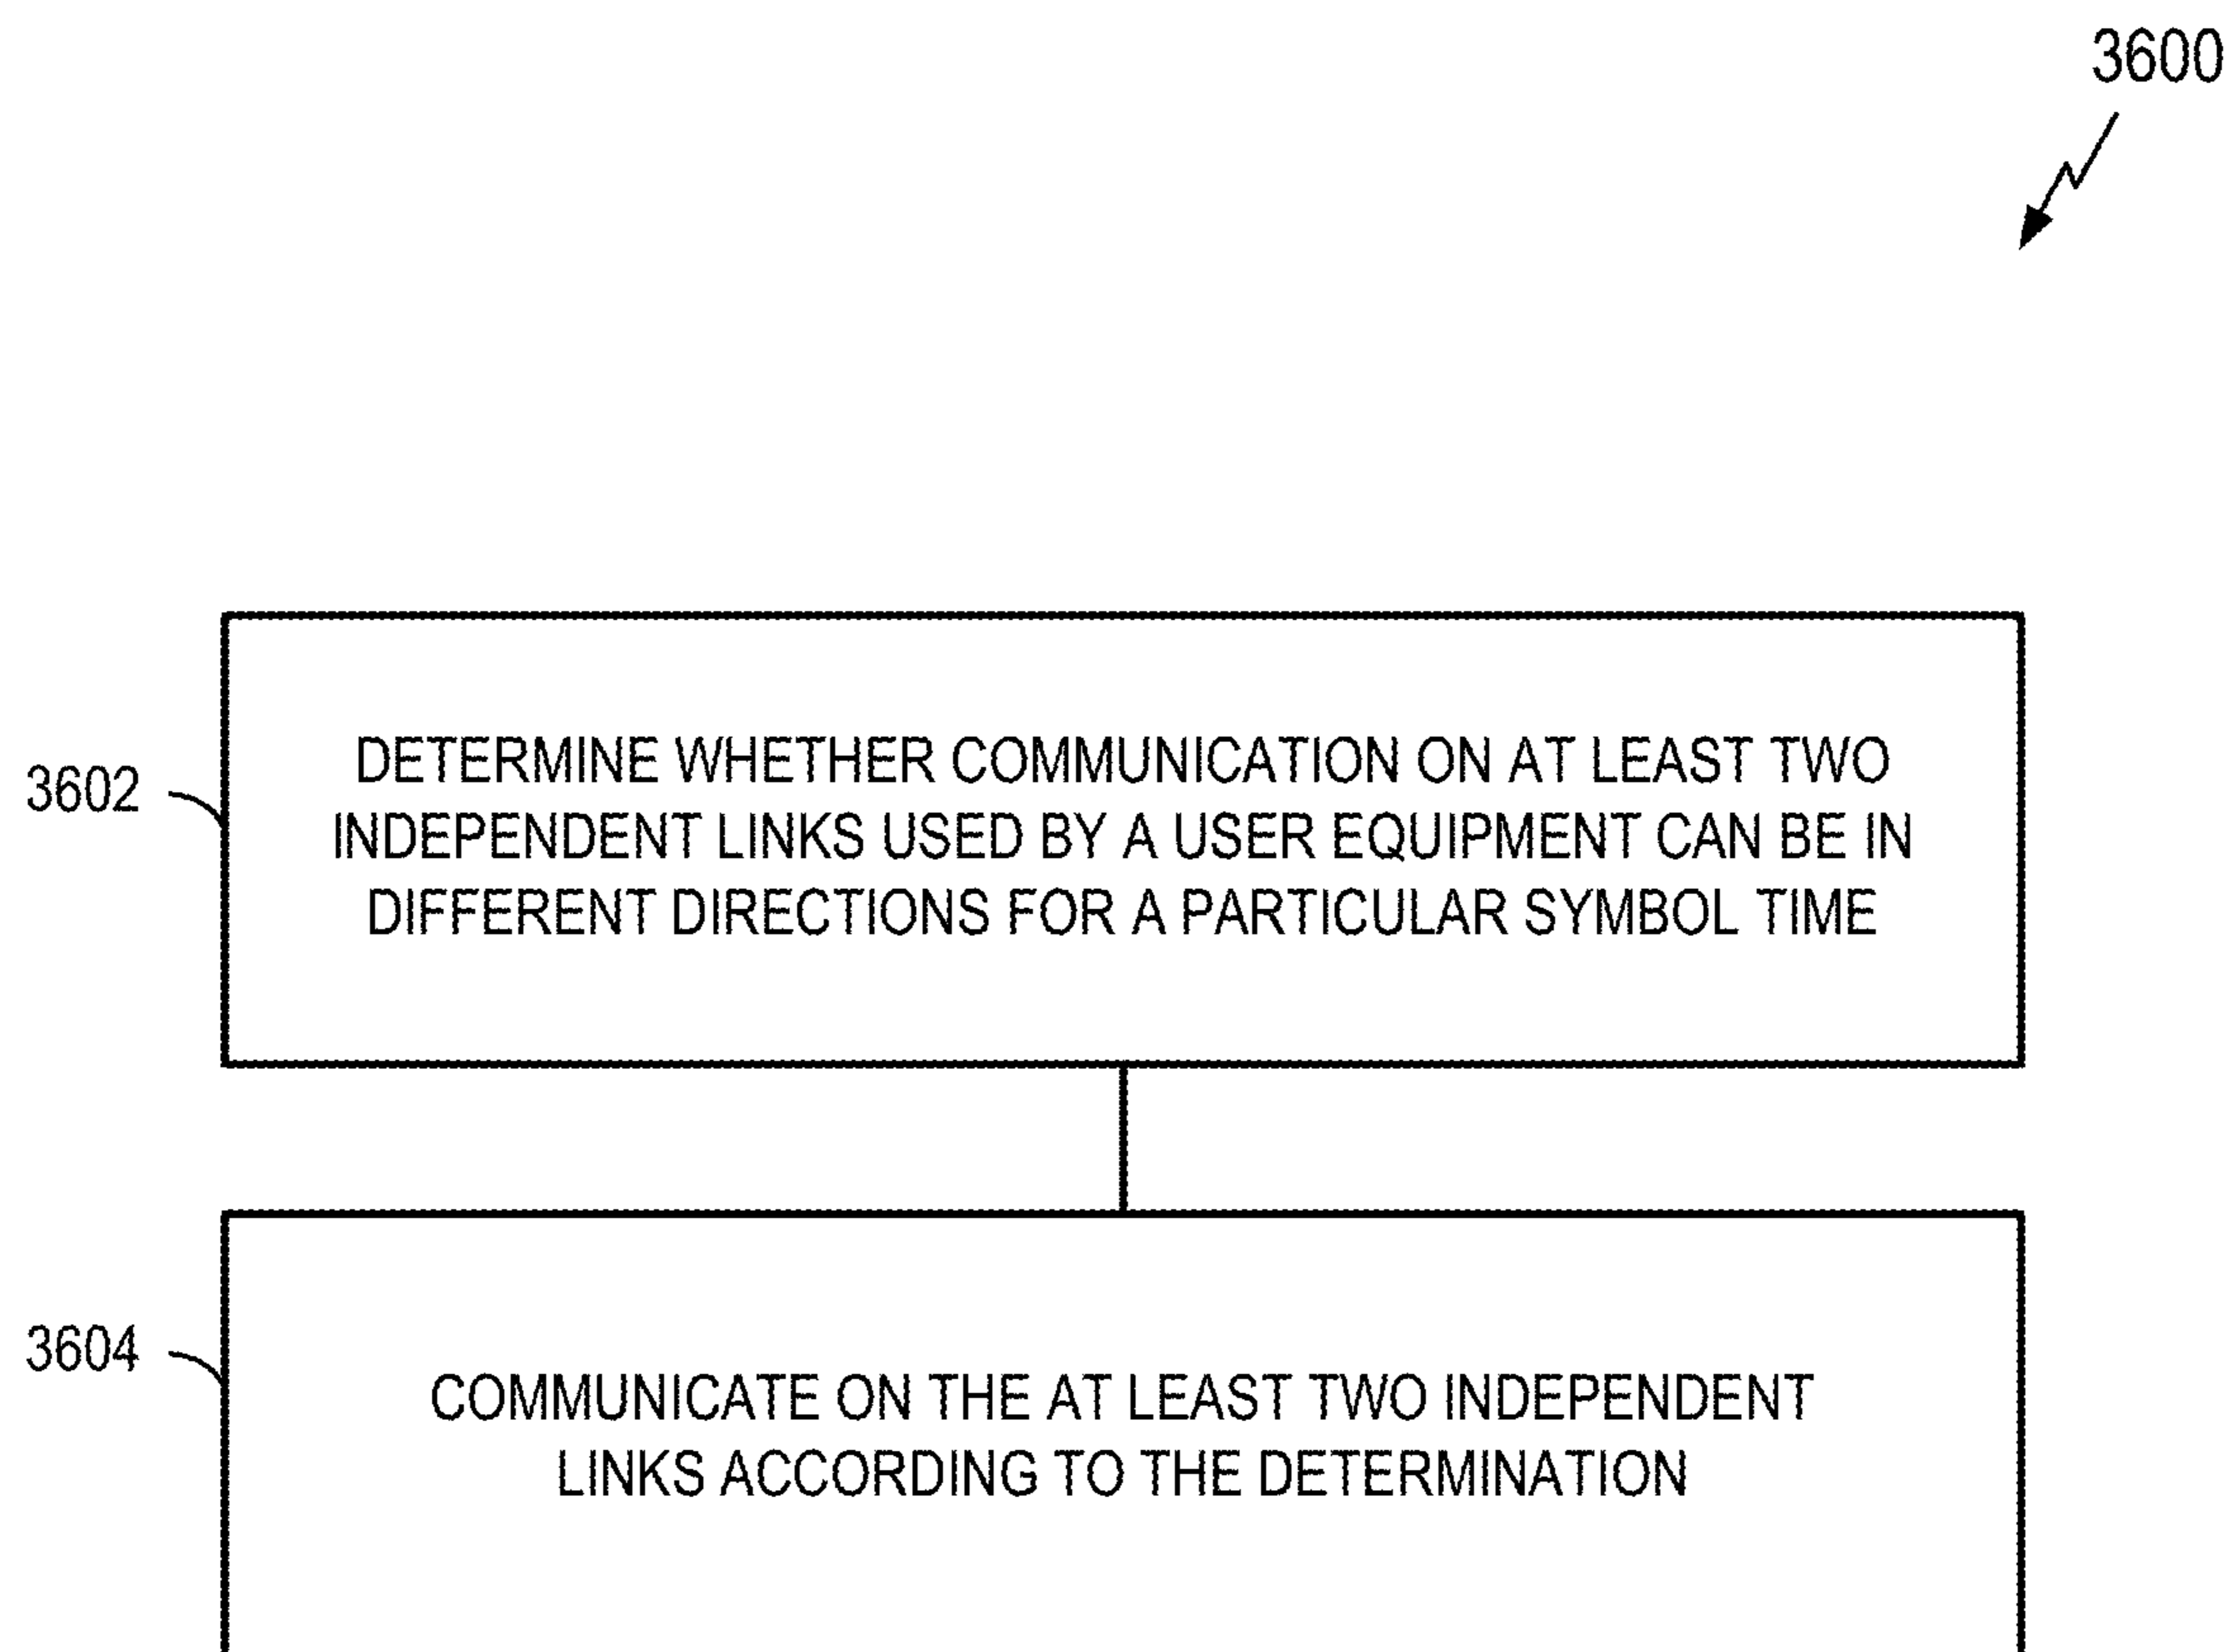 3600
3602
DETERMINE WHETHER COMMUNICATION ON AT LEAST TWO
INDEPENDENT LINKS USED BY A USER EQUIPMENT CAN BE IN
DIFFERENT DIRECTIONS FOR A PARTICULAR SYMBOL TIME
3604
COMMUNICATE ON THE AT LEAST TWO INDEPENDENT
LINKS ACCORDING TO THE DETERMINATION